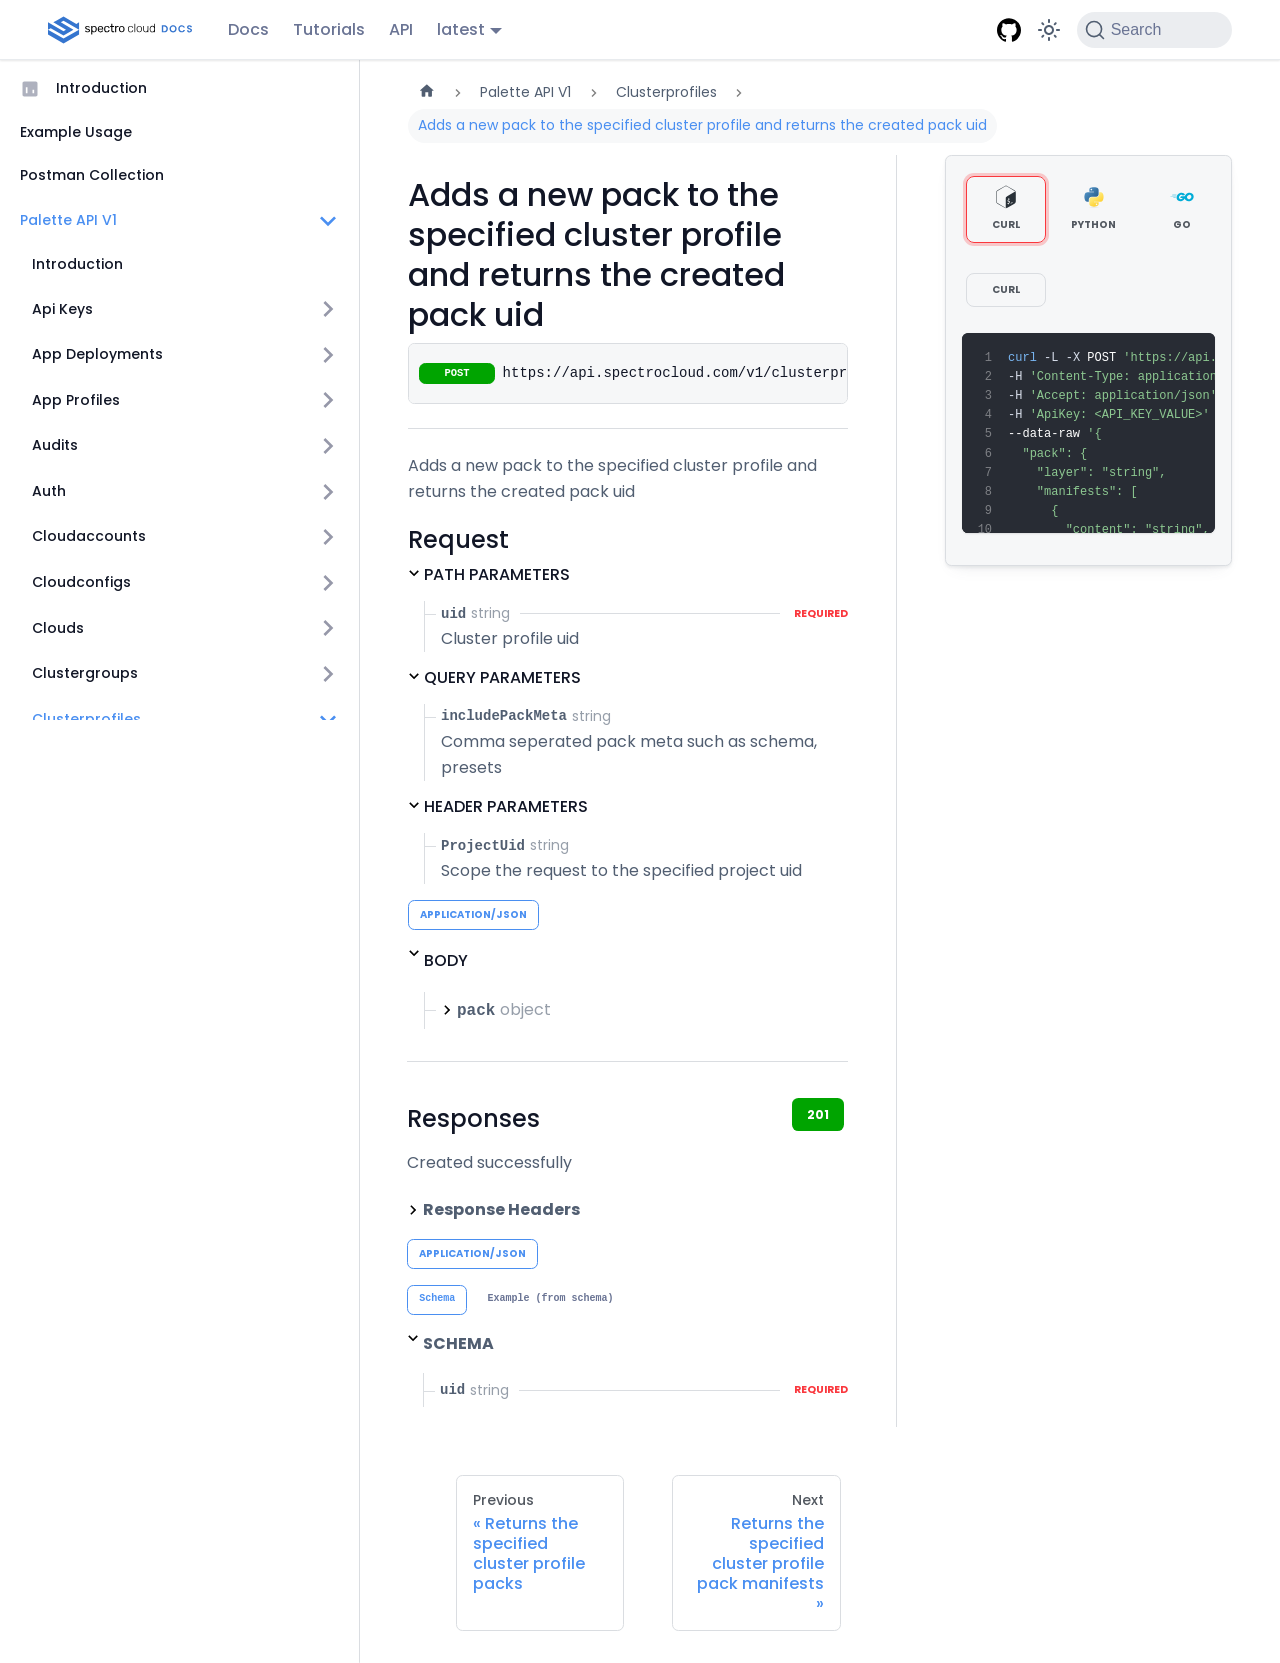 spectro cloud DOCS Docs Tutorials API latest Search
Introduction
Example Usage
Postman Collection
Palette API V1
Introduction
Api Keys
App Deployments
App Profiles
Audits
Auth
Cloudaccounts
Cloudconfigs
Clouds
Clustergroups
Clusterprofiles
Palette API V1 > Clusterprofiles >
Adds a new pack to the specified cluster profile and returns the created pack uid
Adds a new pack to the
specified cluster profile
and returns the created
pack uid
POST https://api.spectrocloud.com/v1/clusterpr
Adds a new pack to the specified cluster profile and
returns the created pack uid
Request
PATH PARAMETERS
uid string REQUIRED
Cluster profile uid
QUERY PARAMETERS
includePackMeta string
Comma seperated pack meta such as schema,
presets
HEADER PARAMETERS
ProjectUid string
Scope the request to the specified project uid
APPLICATION/JSON
BODY
pack object
Responses 201
Created successfully
Response Headers
APPLICATION/JSON
Schema Example (from schema)
SCHEMA
uid string REQUIRED
Previous
« Returns the
specified
cluster profile
packs
Next
Returns the
specified
cluster profile
pack manifests
»
CURL PYTHON GO
CURL
1 curl -L -X POST 'https://api.
2 -H 'Content-Type: application
3 -H 'Accept: application/json'
4 -H 'ApiKey: <API_KEY_VALUE>'
5 --data-raw '{
6 "pack": {
7 "layer": "string",
8 "manifests": [
9 {
10 "content": "string",